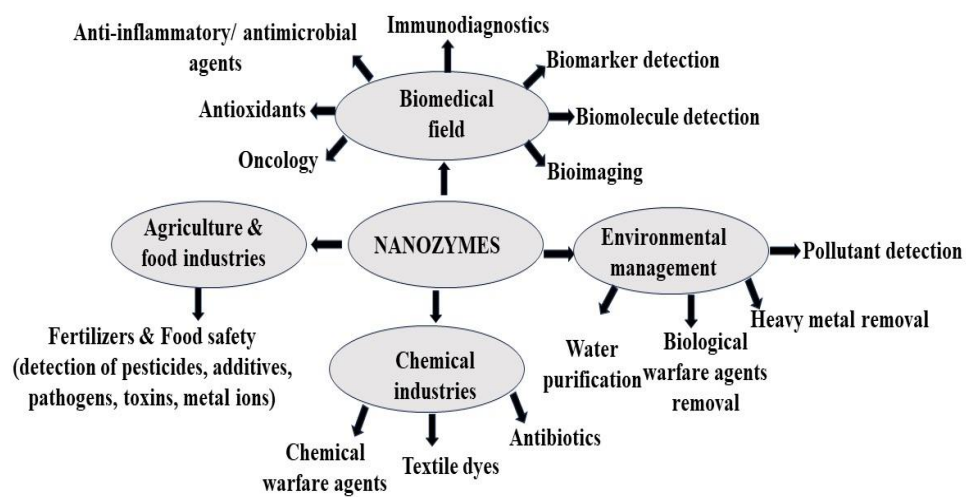 Immunodiagnostics
Anti-inflammatory/ antimicrobial
agents
Biomarker detection
Biomedical
field
Antioxidants
Biomolecule detection
Oncology
Bioimaging
Agriculture &
food industries
NANOZYMES
Environmental
management
Pollutant detection
Fertilizers & Food safety
(detection of pesticides, additives,
pathogens, toxins, metal ions)
Chemical
industries
Water
purification
Biological
warfare agents
removal
Heavy metal removal
Chemical
warfare agents
Textile dyes
Antibiotics